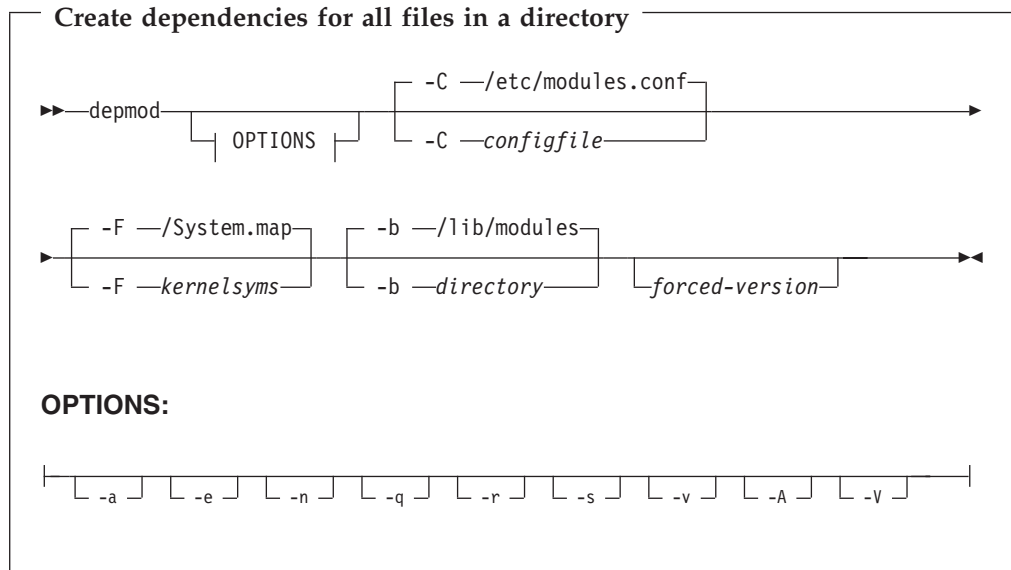 Create dependencies for all files in a directory
-C /etc/modules.conf
depmod
OPTIONS
-C configfile
-F /System.map -b /lib/modules
-F kernelsyms -b directory forced-version
OPTIONS:
-a -e -n -q -r -s -v -A -V